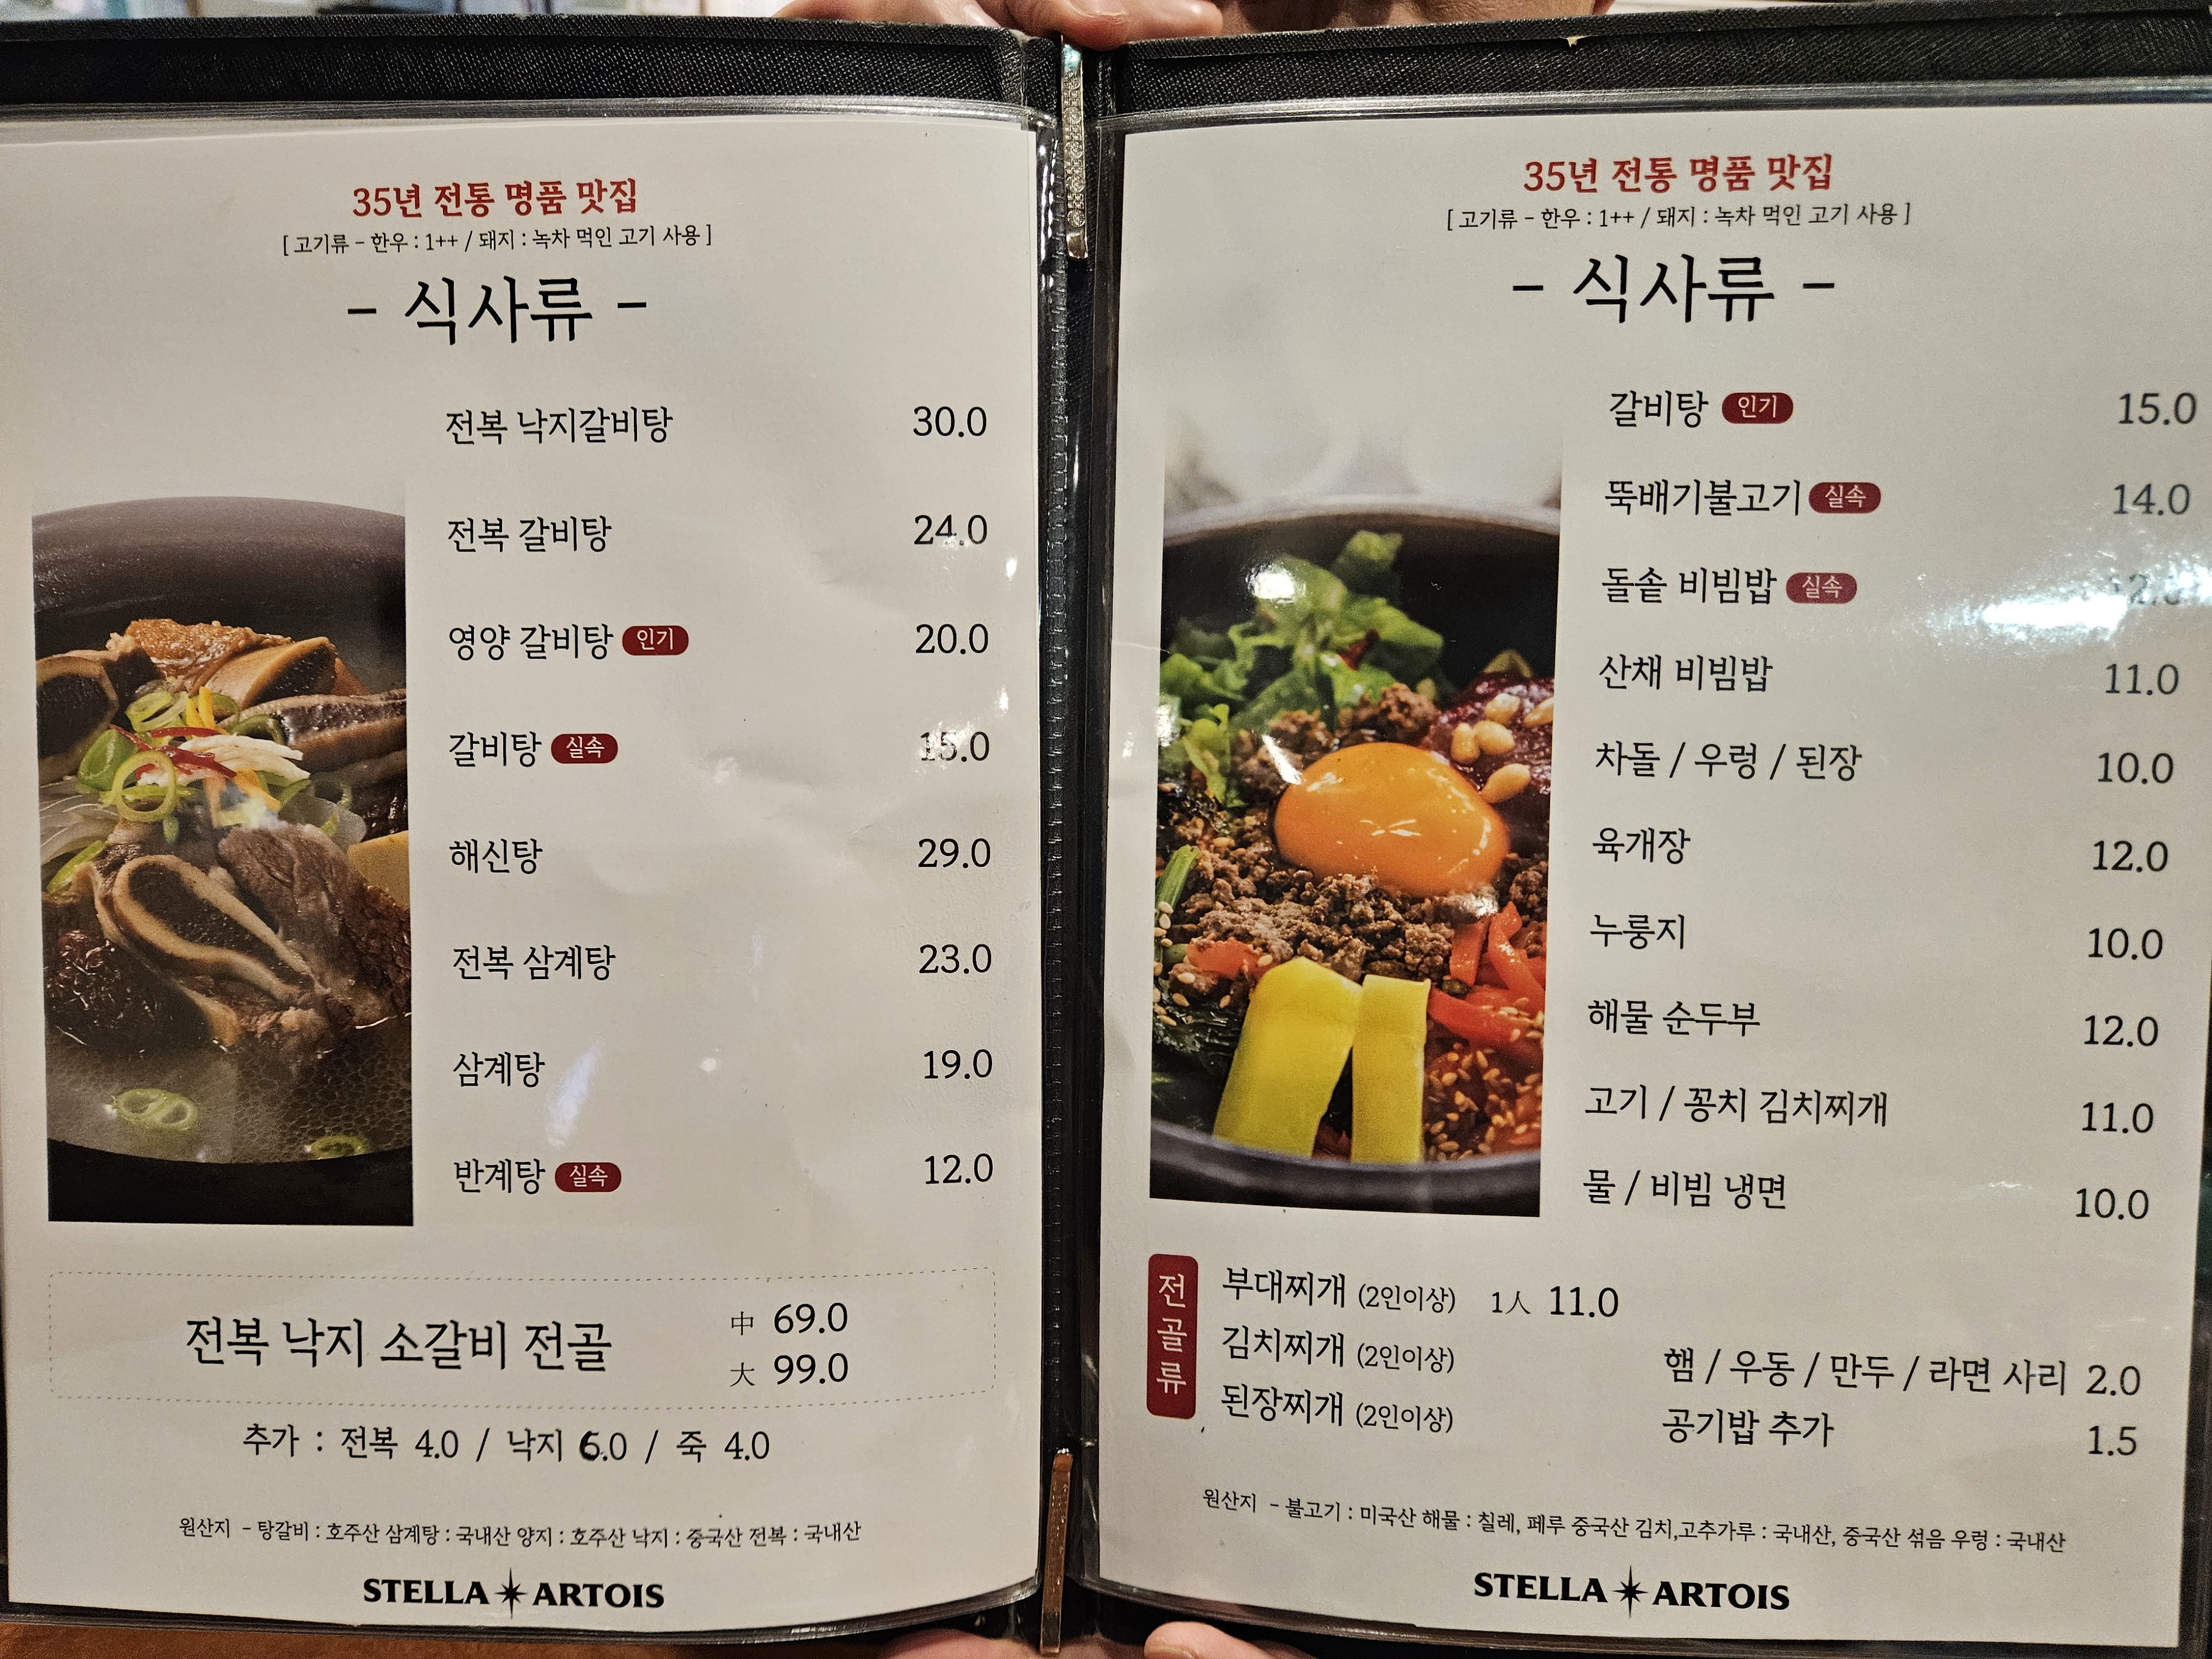 35년 전통 명품 맛집
[ 고기류 - 한우 : 1++ / 돼지 : 녹차 먹인 고기 사용 ]
- 식사류 -
전복 낙지갈비탕 30.0
전복 갈비탕 24.0
영양 갈비탕 인기 20.0
갈비탕 실속 15.0
해신탕 29.0
전복 삼계탕 23.0
삼계탕 19.0
반계탕 실속 12.0
전복 낙지 소갈비 전골
中 69.0
大 99.0
추가 : 전복 4.0 / 낙지 6.0 / 죽 4.0
원산지 - 탕갈비 : 호주산 삼계탕 : 국내산 양지 : 호주산 낙지 : 중국산 전복 : 국내산
STELLA ARTOIS
35년 전통 명품 맛집
[ 고기류 - 한우 : 1++ / 돼지 : 녹차 먹인 고기 사용 ]
- 식사류 -
갈비탕 인기 15.0
뚝배기불고기 실속 14.0
돌솥 비빔밥 실속 12.0
산채 비빔밥 11.0
차돌 / 우렁 / 된장 10.0
육개장 12.0
누룽지 10.0
해물 순두부 12.0
고기 / 꽁치 김치찌개 11.0
물 / 비빔 냉면 10.0
전골류
부대찌개 (2인이상) 1人 11.0
김치찌개 (2인이상)
된장찌개 (2인이상)
햄 / 우동 / 만두 / 라면 사리 2.0
공기밥 추가 1.5
원산지 - 불고기 : 미국산 해물 : 칠레, 페루 중국산 김치,고추가루 : 국내산, 중국산 섞음 우렁 : 국내산
STELLA ARTOIS